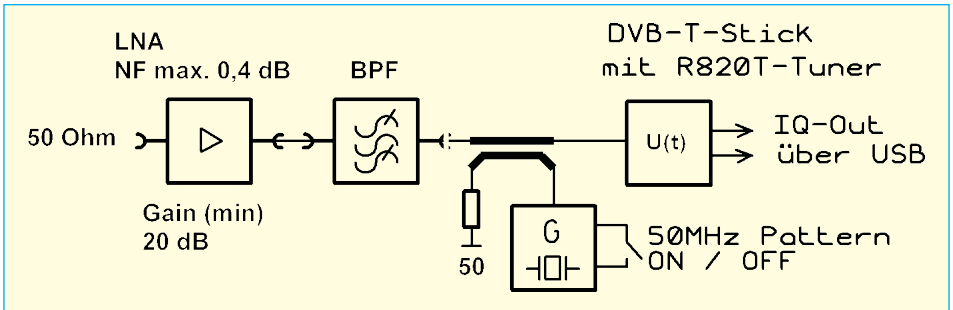 LNA
NF max. 0,4 dB
BPF
DVB-T-Stick
mit R820T-Tuner
50 Ohm
U(t)
IQ-Out
über USB
Gain (min)
20 dB
50
G
50MHz Pattern
ON / OFF